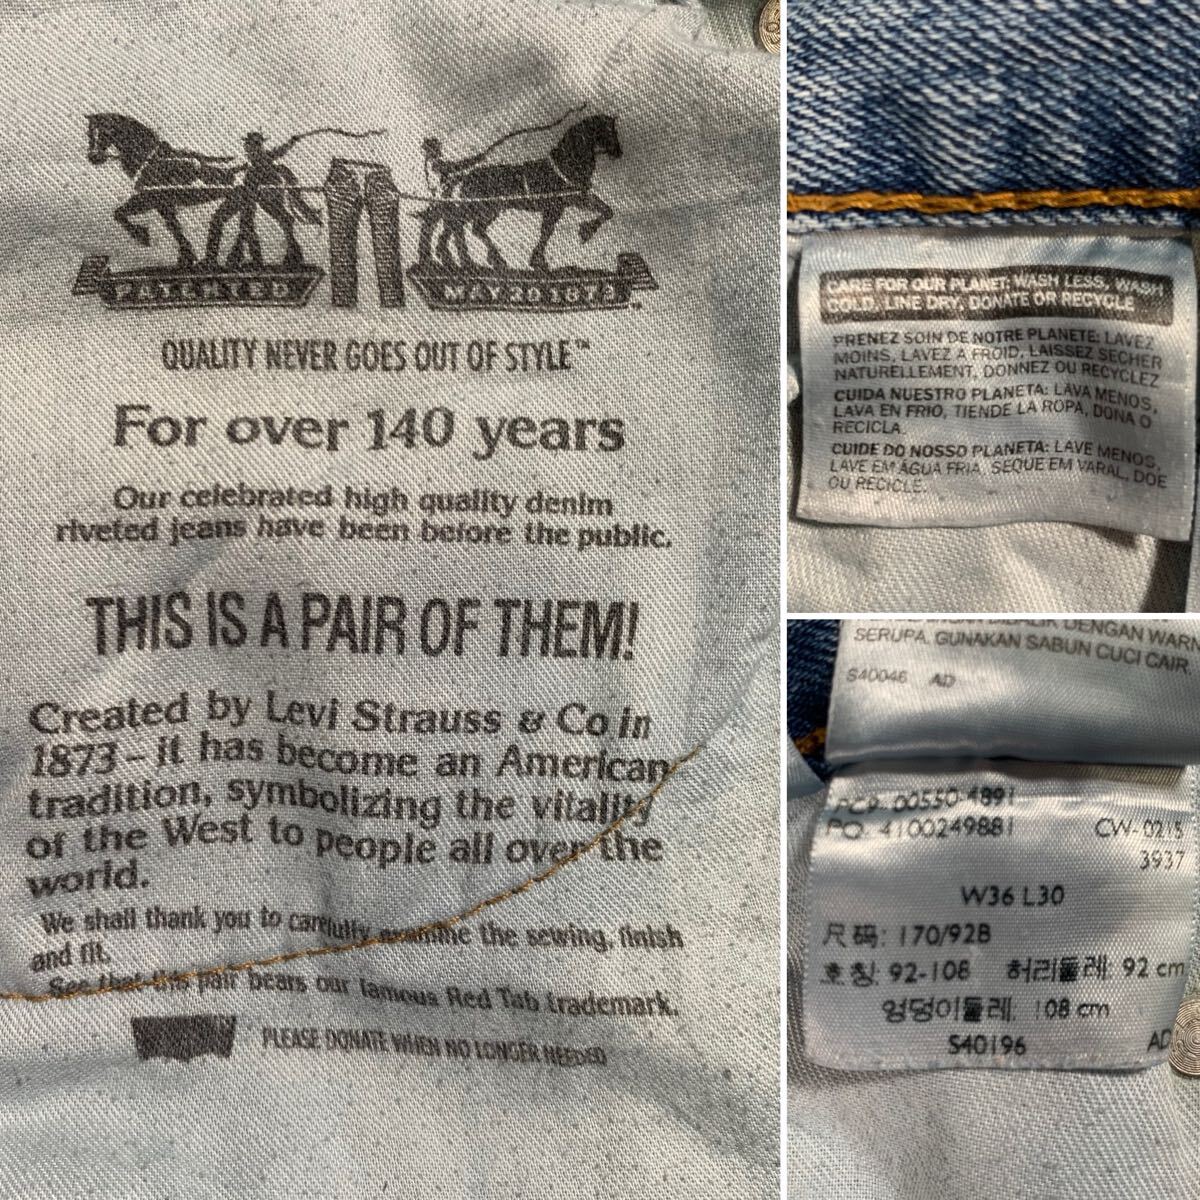 PATENTED
MAY 20 1873
QUALITY NEVER GOES OUT OF STYLE™
For over 140 years
Our celebrated high quality denim
riveted jeans have been before the public.
THIS IS A PAIR OF THEM!
Created by Levi Strauss & Co in
1873 – it has become an American
tradition, symbolizing the vitality
of the West to people all over the
world.
We shall thank you to carefully examine the sewing, finish
and fit.
See that this pair bears our famous Red Tab trademark.
PLEASE DONATE WHEN NO LONGER NEEDED
CARE FOR OUR PLANET: WASH LESS, WASH
COLD, LINE DRY, DONATE OR RECYCLE
PRENEZ SOIN DE NOTRE PLANETE: LAVEZ
MOINS, LAVEZ A FROID, LAISSEZ SECHER
NATURELLEMENT, DONNEZ OU RECYCLEZ
CUIDA NUESTRO PLANETA: LAVA MENOS,
LAVA EN FRIO, TIENDE LA ROPA, DONA O
RECICLA.
CUIDE DO NOSSO PLANETA: LAVE MENOS,
LAVE EM ÁGUA FRIA, SEQUE EM VARAL, DOE
OU RECICLE.
DENGAN WARN
SERUPA. GUNAKAN SABUN CUCI CAIR.
S40046 AD
PCP. 00550-4891
PO. 4100249881 CW-0215
3937
W36 L30
尺码: 170/92B
호칭: 92-108 허리둘레: 92 cm
엉덩이둘레: 108 cm
S40196 AD